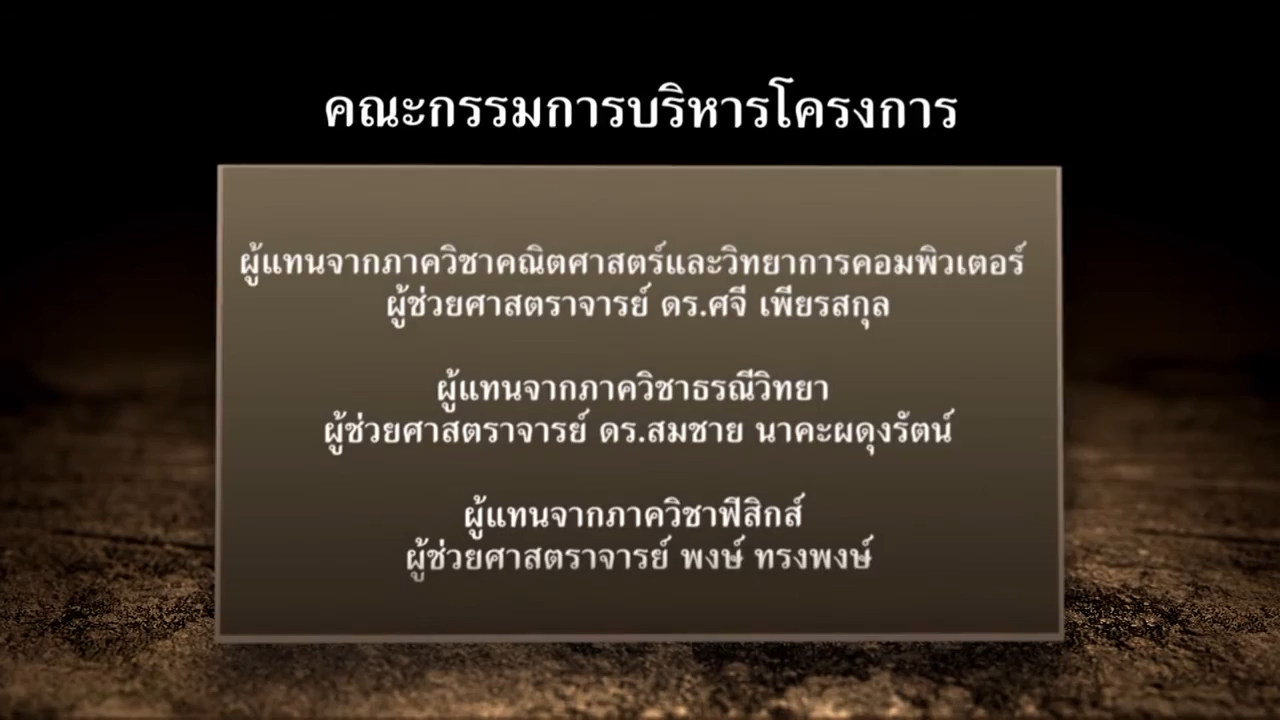 คณะกรรมการบริหารโครงการ
ผู้แทนจากภาควิชาคณิตศาสตร์และวิทยาการคอมพิวเตอร์
ผู้ช่วยศาสตราจารย์ ดร.ศจี เพียรสกุล
ผู้แทนจากภาควิชาธรณีวิทยา
ผู้ช่วยศาสตราจารย์ ดร.สมชาย นาคะผดุงรัตน์
ผู้แทนจากภาควิชาฟิสิกส์
ผู้ช่วยศาสตราจารย์ พงษ์ ทรงพงษ์